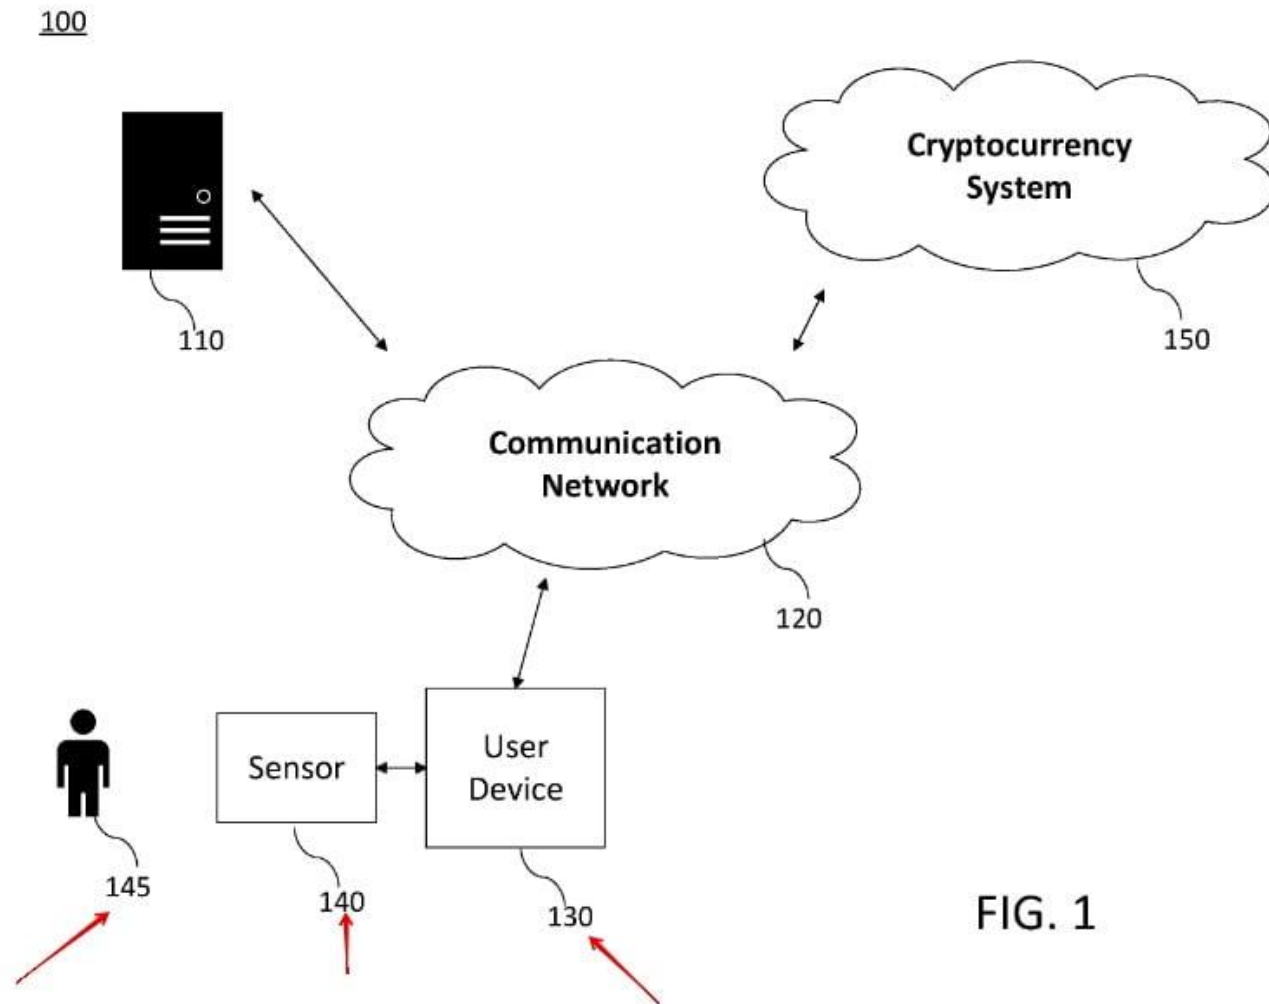 100
Cryptocurrency
System
110
150
Communication
Network
120
Sensor
User
Device
145
140
130
FIG. 1